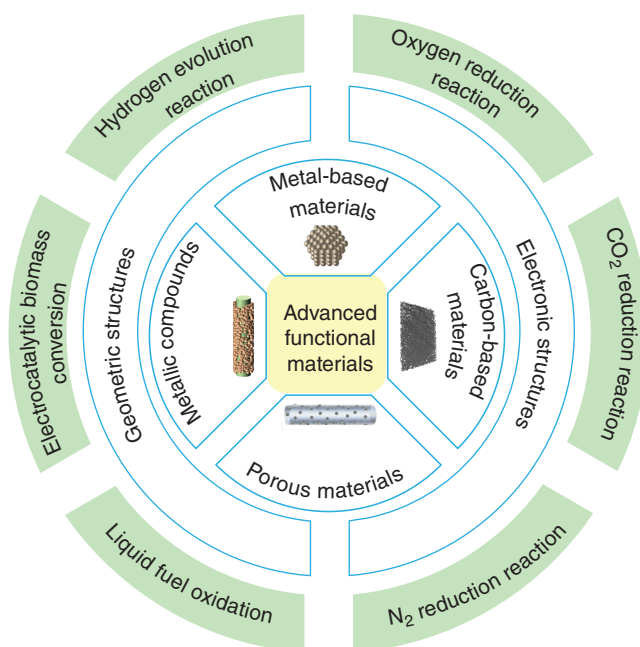 Hydrogen evolution
reaction
Oxygen reduction
reaction
Metal-based
materials
Electrocatalytic biomass
conversion
Geometric structures
Metallic compounds
Advanced
functional
materials
Carbon-based
materials
Electronic structures
CO2 reduction reaction
Porous materials
Liquid fuel oxidation
N2 reduction reaction